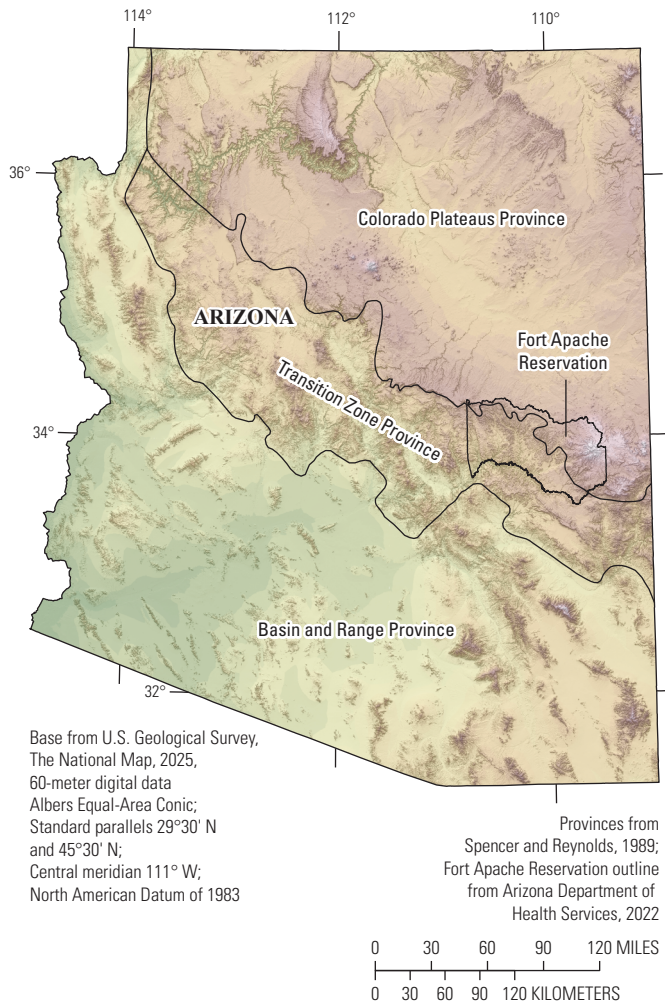 114°
112°
110°
36°
Colorado Plateaus Province
ARIZONA
Fort Apache
Reservation
Transition Zone Province
34°
Basin and Range Province
32°
Base from U.S. Geological Survey,
The National Map, 2025,
60-meter digital data
Albers Equal-Area Conic;
Standard parallels 29°30' N
and 45°30' N;
Central meridian 111° W;
North American Datum of 1983
Provinces from
Spencer and Reynolds, 1989;
Fort Apache Reservation outline
from Arizona Department of
Health Services, 2022
0 30 60 90 120 MILES
0 30 60 90 120 KILOMETERS